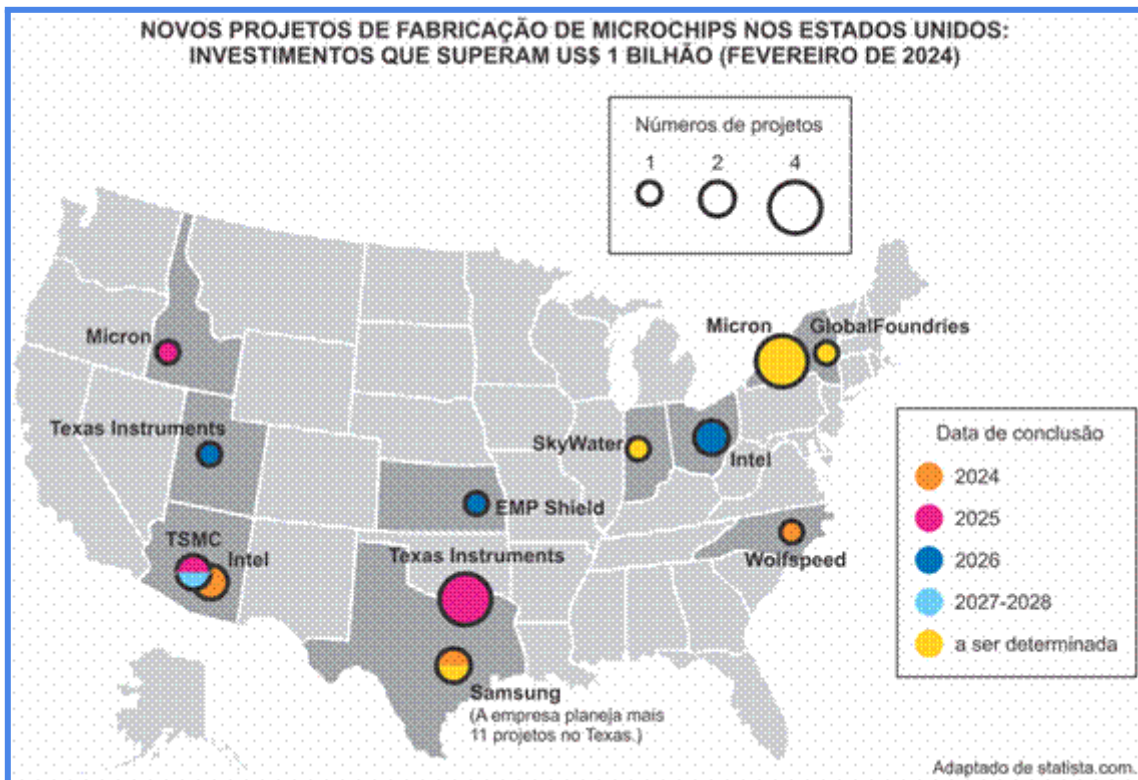 NOVOS PROJETOS DE FABRICAÇÃO DE MICROCHIPS NOS ESTADOS UNIDOS:
INVESTIMENTOS QUE SUPERAM US$ 1 BILHÃO (FEVEREIRO DE 2024)
Números de projetos
1 2 4
Micron
GlobalFoundries
Micron
Texas Instruments
SkyWater
Intel
EMP Shield
TSMC
Intel
Texas Instruments
Wolfspeed
Samsung
(A empresa planeja mais
11 projetos no Texas.)
Data de conclusão
2024
2025
2026
2027-2028
a ser determinada
Adaptado de statista.com.